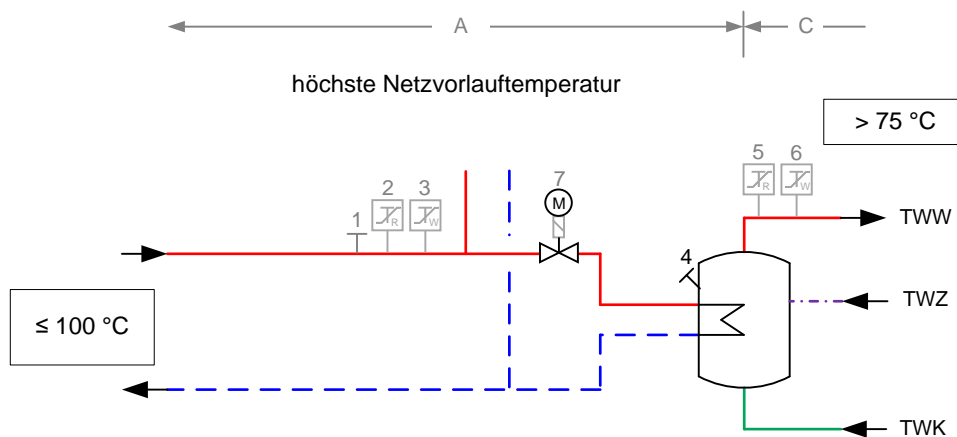 A
C
höchste Netzvorlauftemperatur
> 75 °C
5
6
R
W
2
3
7
1
R
W
M
TWW
4
TWZ
≤ 100 °C
TWK